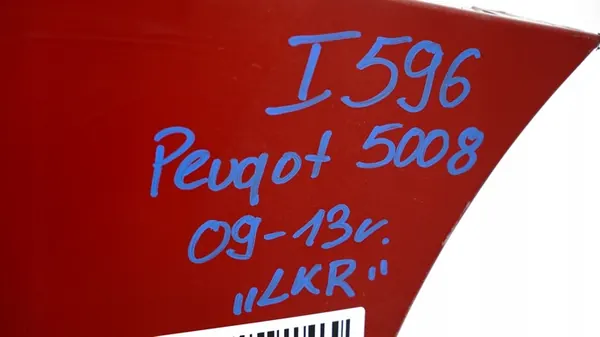 I596
Peugot 5008
09-13r.
„LKR"